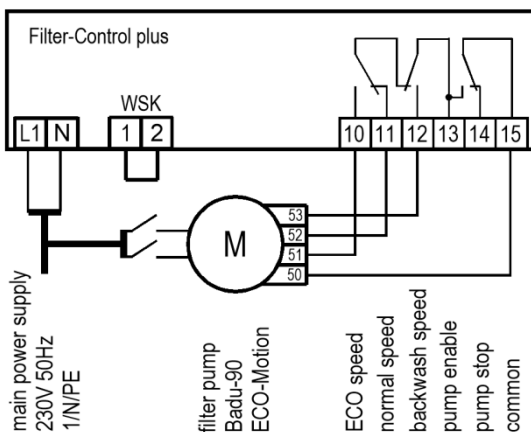 Filter-Control plus
WSK
L1 N 1 2 10 11 12 13 14 15
53
52
51
50
M
main power supply
230V 50Hz
1/N/PE
filter pump
Badu-90
ECO-Motion
ECO speed
normal speed
backwash speed
pump enable
pump stop
common